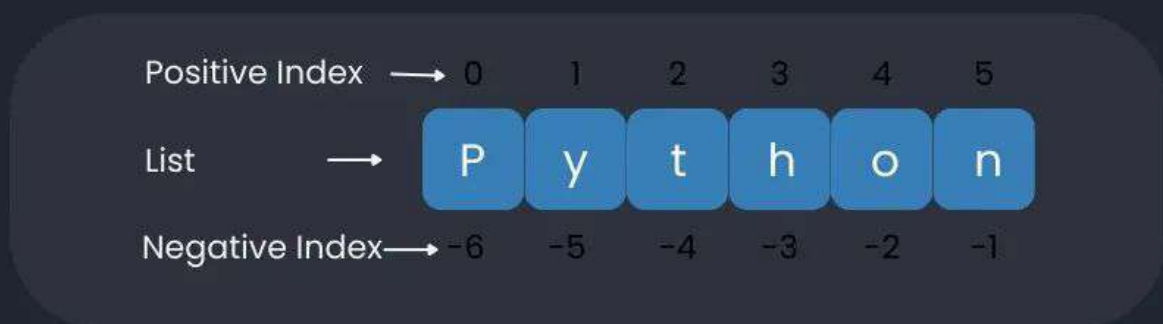 Positive Index 0 1 2 3 4 5
List P y t h o n
Negative Index -6 -5 -4 -3 -2 -1